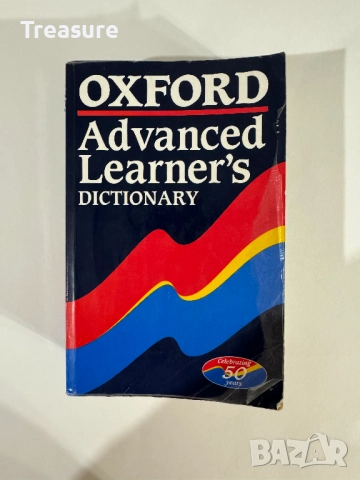 Treasure
OXFORD
Advanced
Learner's
DICTIONARY
Celebrating
50
years
BAZAR